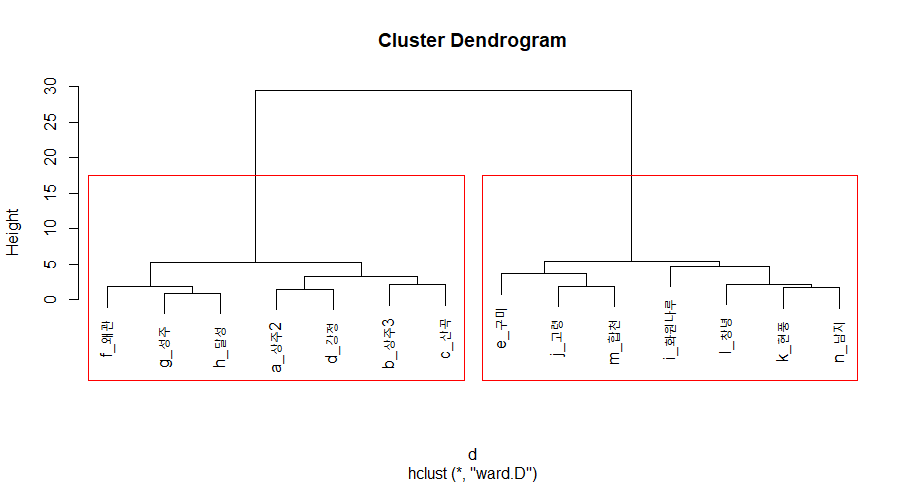 Cluster Dendrogram
Height
30
25
20
15
10
5
0
f_왜관
g_성주
h_달성
a_상주2
d_강정
b_상주3
c_산곡
e_구미
j_고령
m_합천
i_화원나루
l_창녕
k_현풍
n_남지
d
hclust (*, "ward.D")